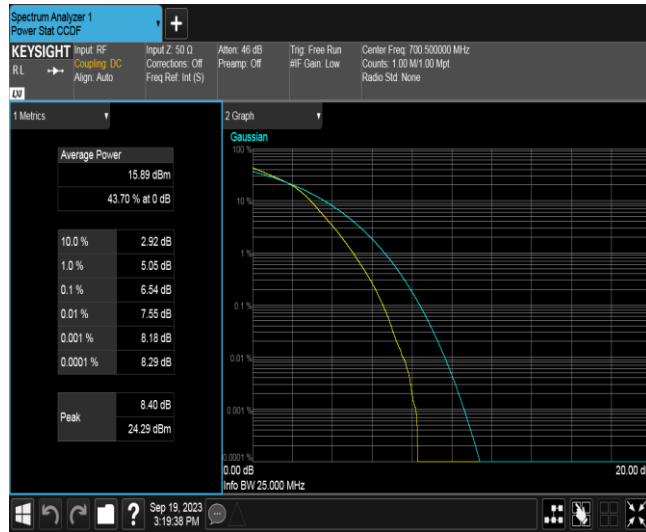 Spectrum Analyzer 1
Power Stat CCDF
+
KEYSIGHT
RL
LXI
Input: RF
Coupling: DC
Align: Auto
Input Z: 50 Ω
Corrections: Off
Freq Ref: Int (S)
Atten: 46 dB
Preamp: Off
Trig: Free Run
#IF Gain: Low
Center Freq: 700.500000 MHz
Counts: 1.00 M/1.00 Mpt
Radio Std: None
1 Metrics
Average Power
15.89 dBm
43.70 % at 0 dB
10.0 % 2.92 dB
1.0 % 5.05 dB
0.1 % 6.54 dB
0.01 % 7.55 dB
0.001 % 8.18 dB
0.0001 % 8.29 dB
Peak
8.40 dB
24.29 dBm
2 Graph
Gaussian
100 %
10 %
1 %
0.1 %
0.01 %
0.001 %
0.0001 %
0.00 dB
20.00 d
Info BW 25.000 MHz
?
Sep 19, 2023
3:19:38 PM